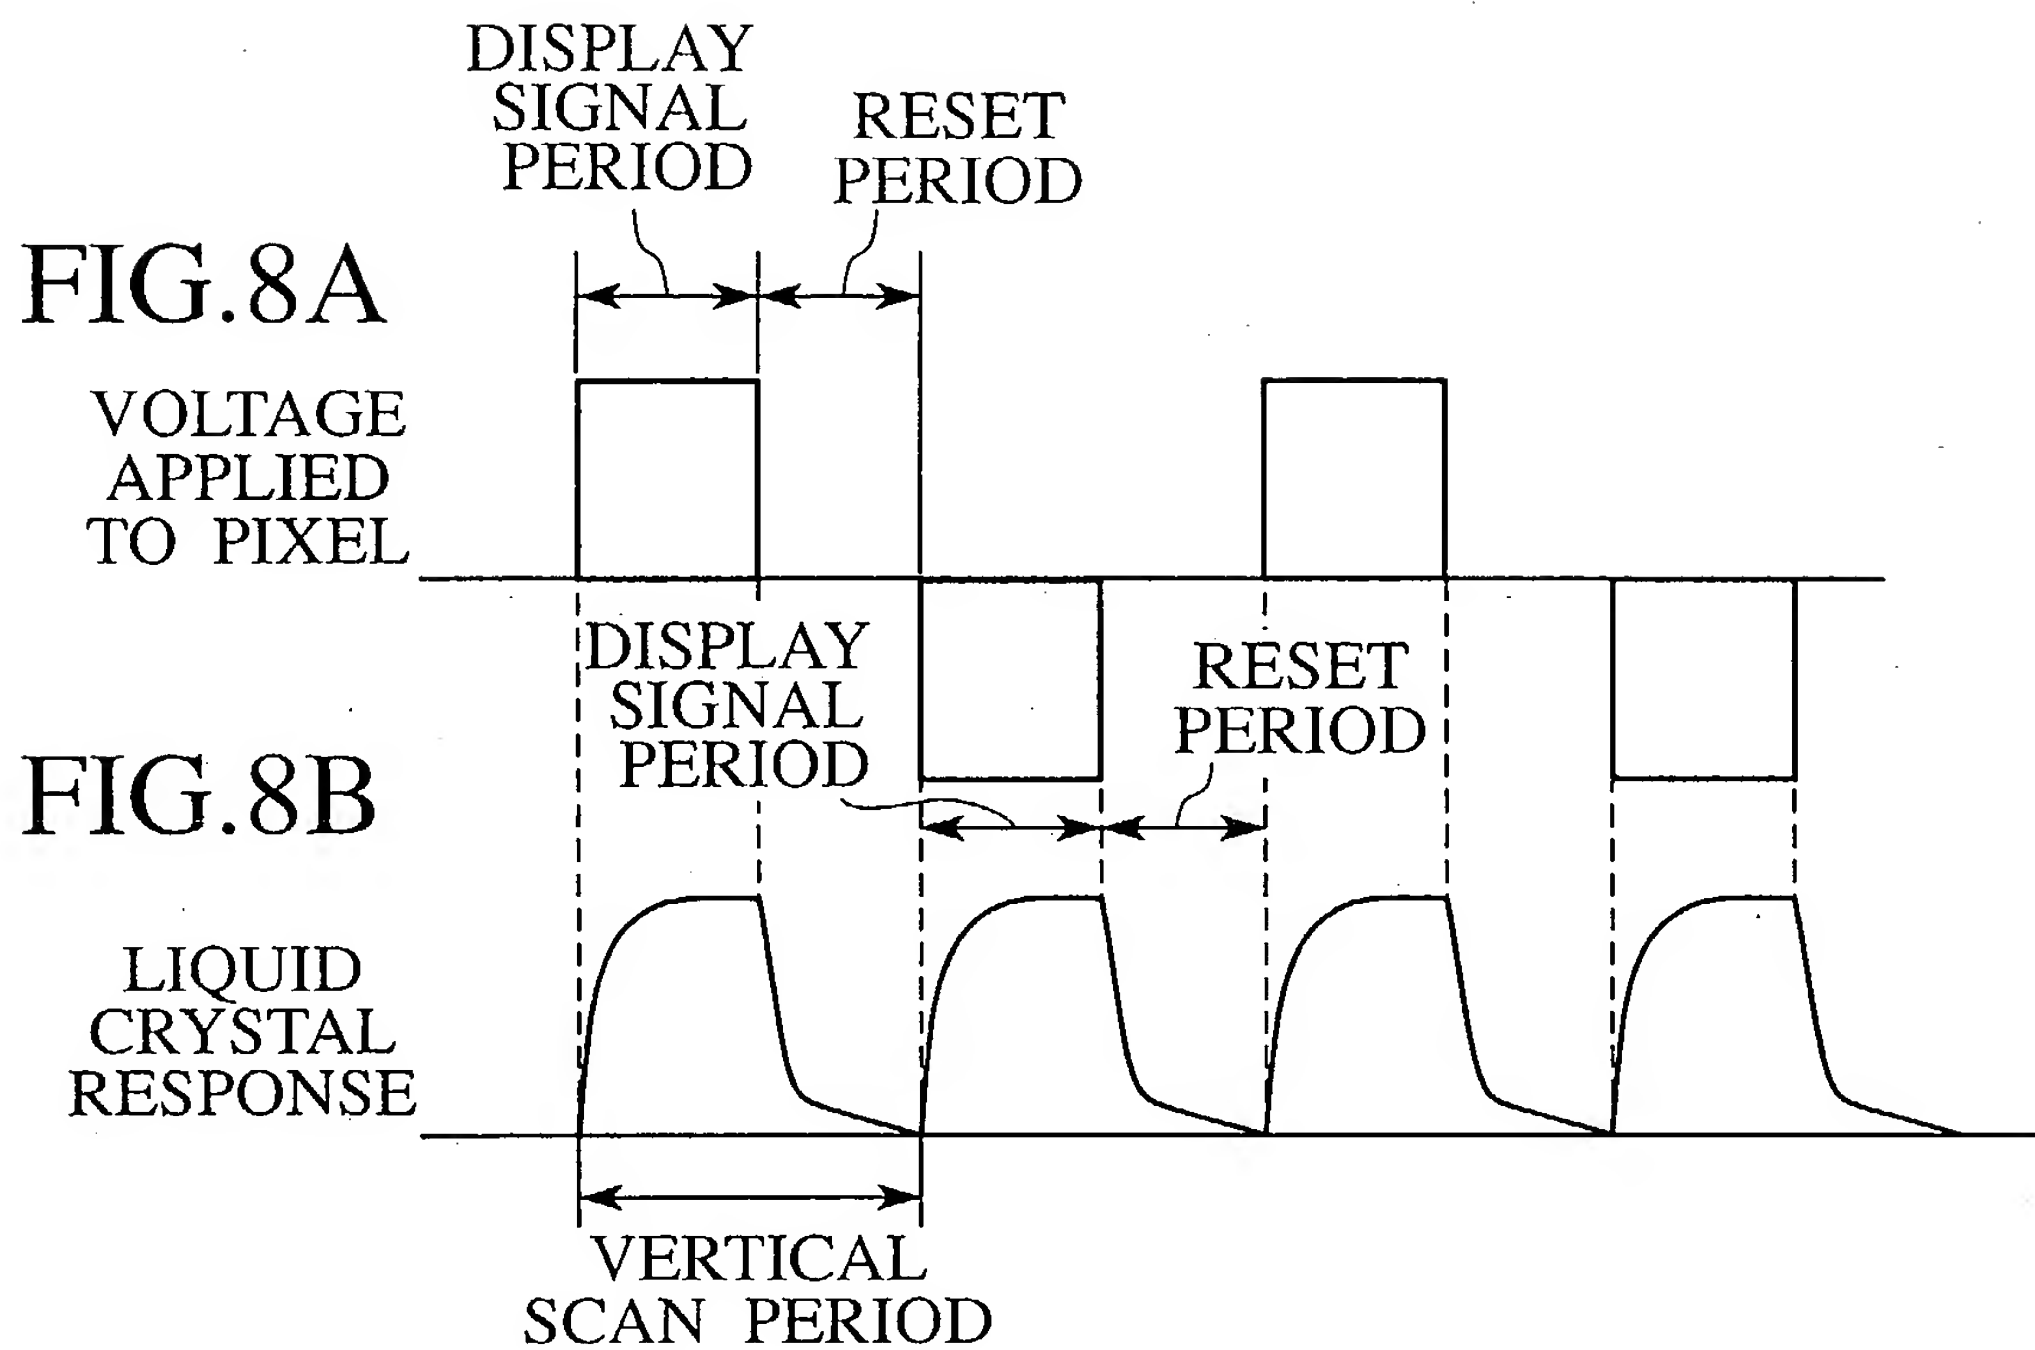 DISPLAY
SIGNAL
PERIOD
RESET
PERIOD
FIG.8A
VOLTAGE
APPLIED
TO PIXEL
DISPLAY
SIGNAL
PERIOD
RESET
PERIOD
FIG.8B
LIQUID
CRYSTAL
RESPONSE
VERTICAL
SCAN PERIOD